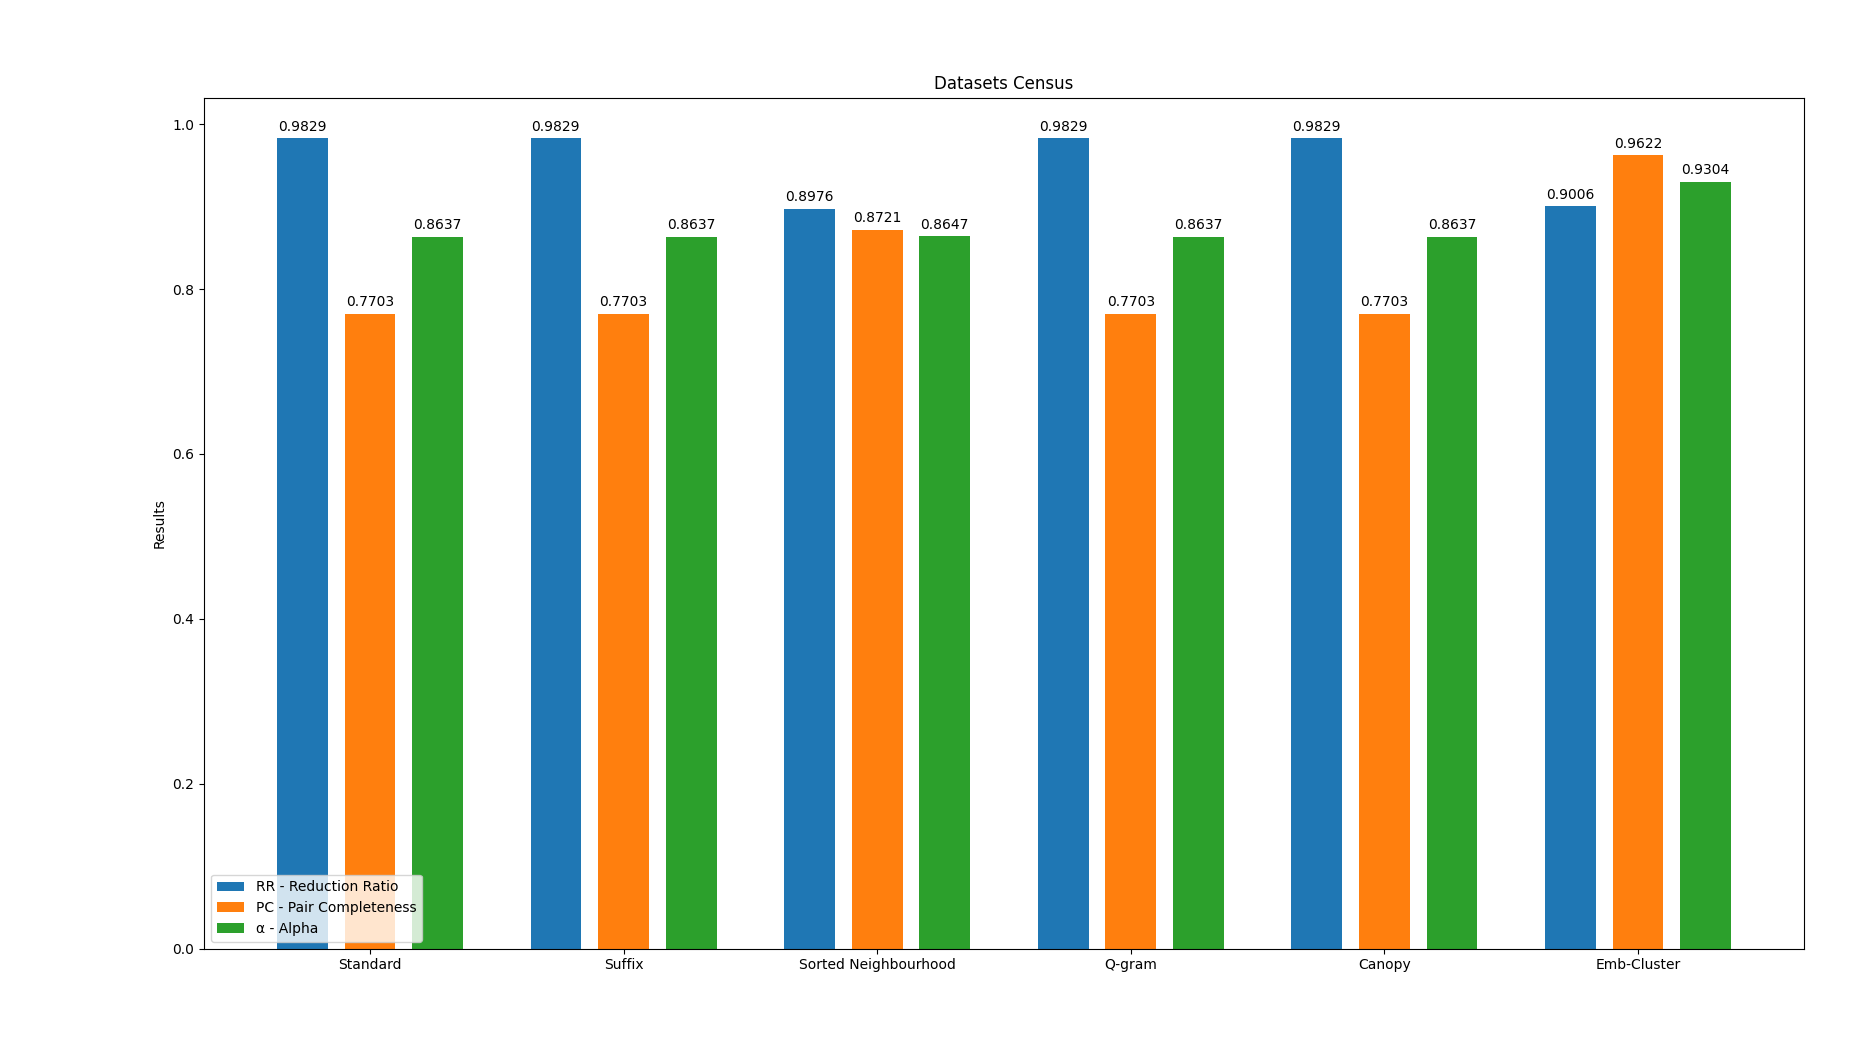 Datasets Census
Results
1.0
0.8
0.6
0.4
0.2
0.0
0.9829
0.7703
0.8637
0.9829
0.7703
0.8637
0.8976
0.8721
0.8647
0.9829
0.7703
0.8637
0.9829
0.7703
0.8637
0.9006
0.9622
0.9304
RR - Reduction Ratio
PC - Pair Completeness
α - Alpha
Standard
Suffix
Sorted Neighbourhood
Q-gram
Canopy
Emb-Cluster